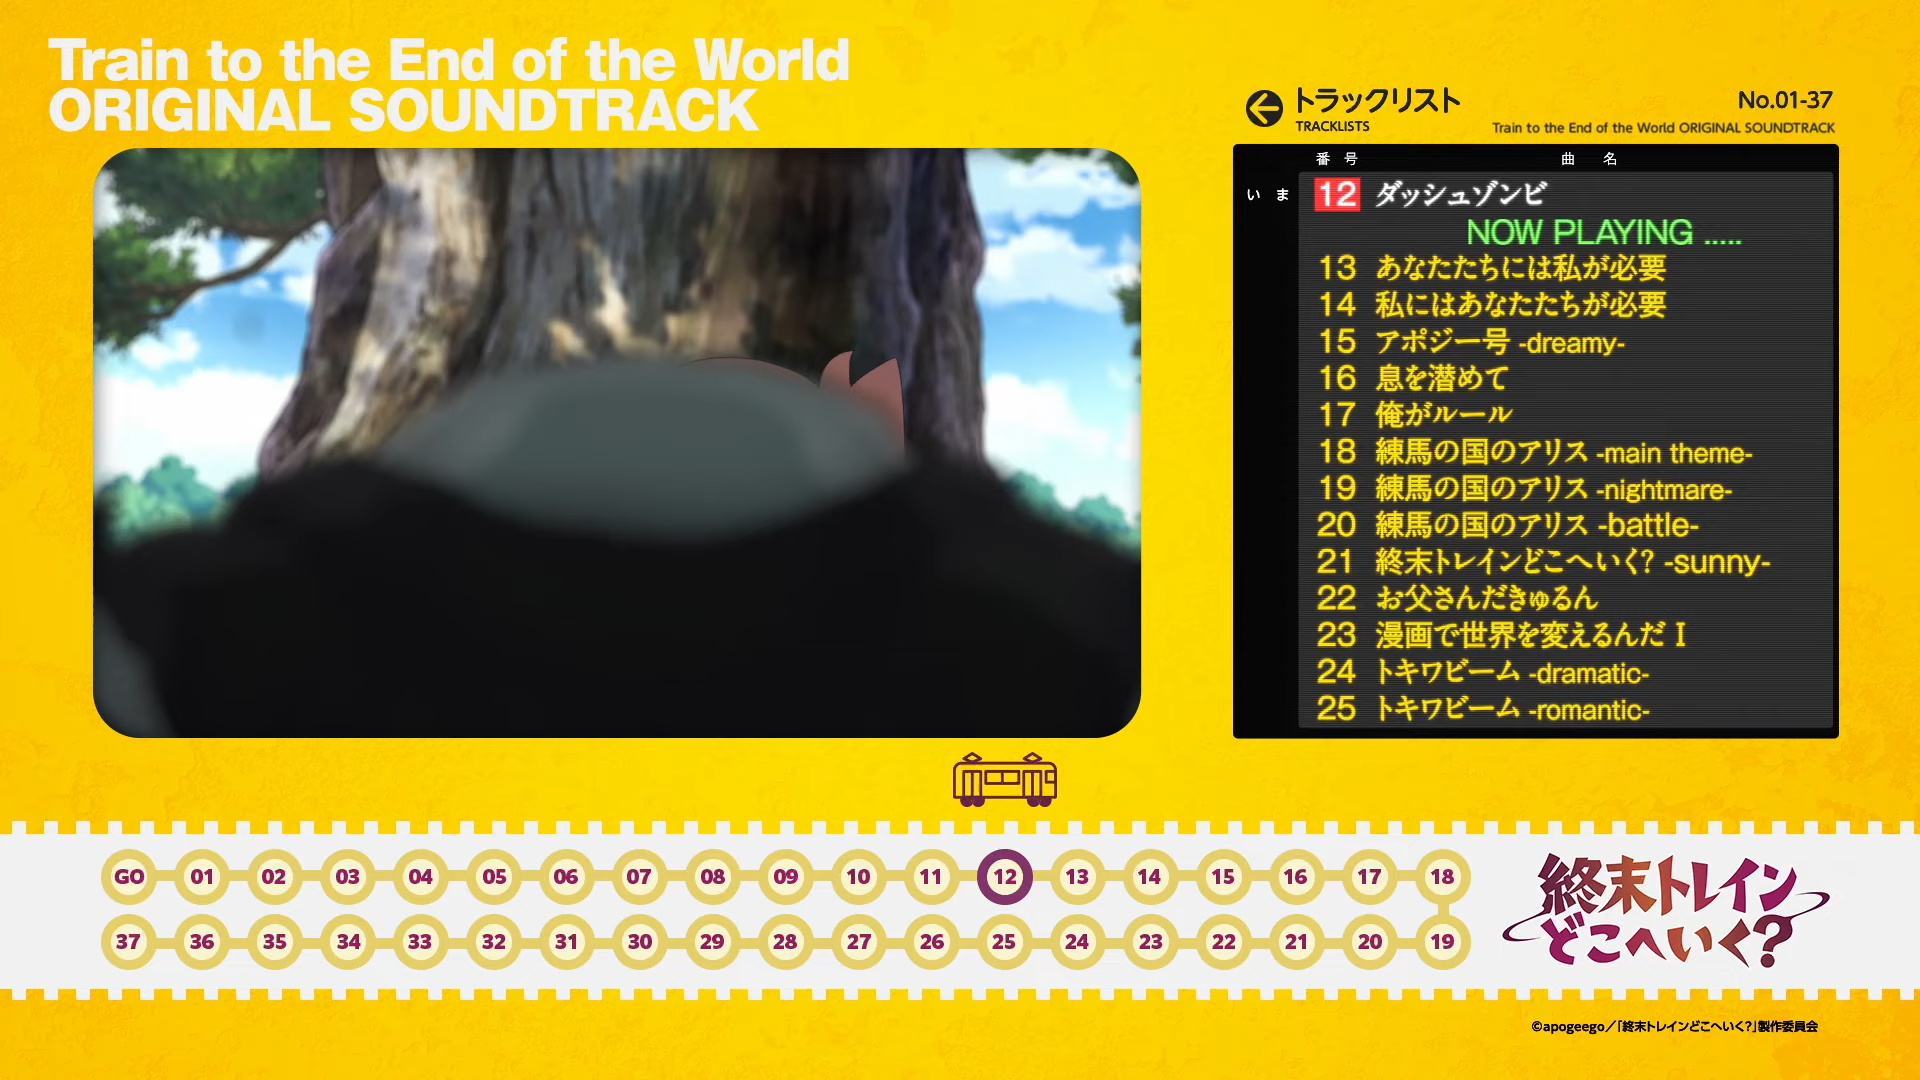 Train to the End of the World
ORIGINAL SOUNDTRACK
トラックリスト
TRACKLISTS
No.01-37
Train to the End of the World ORIGINAL SOUNDTRACK
番号 曲名
いま 12 ダッシュゾンビ
NOW PLAYING .....
13 あなたたちには私が必要
14 私にはあなたたちが必要
15 アポジー号 -dreamy-
16 息を潜めて
17 俺がルール
18 練馬の国のアリス -main theme-
19 練馬の国のアリス -nightmare-
20 練馬の国のアリス -battle-
21 終末トレインどこへいく? -sunny-
22 お父さんだきゅるん
23 漫画で世界を変えるんだ I
24 トキワビーム -dramatic-
25 トキワビーム -romantic-
GO 01 02 03 04 05 06 07 08 09 10 11 12 13 14 15 16 17 18
37 36 35 34 33 32 31 30 29 28 27 26 25 24 23 22 21 20 19
終末トレイン
どこへいく?
©apogeego／「終末トレインどこへいく?」製作委員会